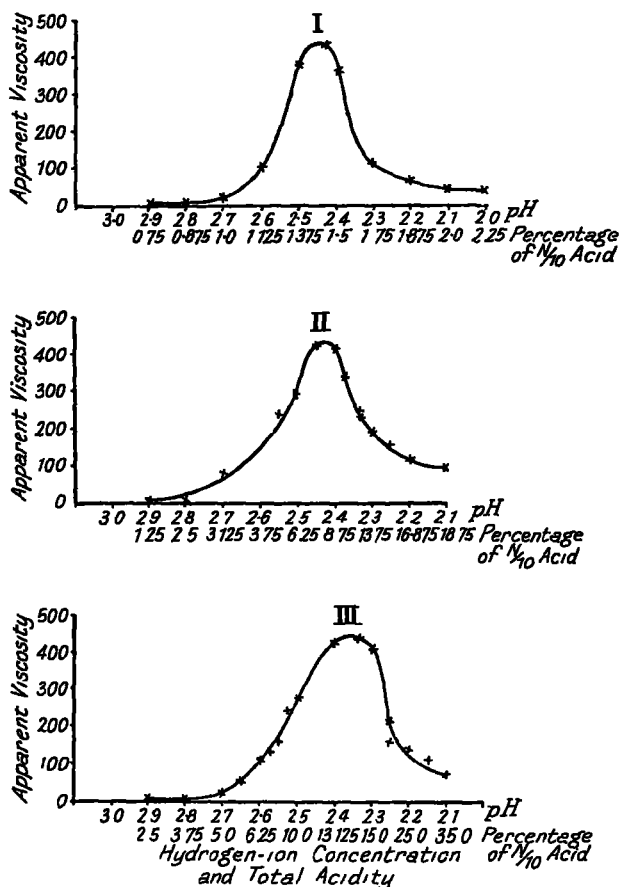 I
Apparent Viscosity
500
400
300
200
100
0
3·0 2·9 2·8 2·7 2·6 2·5 2·4 2·3 2·2 2·1 2·0 pH
0 75 0·875 1·0 1 125 1·375 1·5 1 75 1·875 2·0 2 25 Percentage
of N/10 Acid
II
Apparent Viscosity
500
400
300
200
100
0
3·0 2·9 2·8 2·7 2·6 2·5 2·4 2·3 2·2 2·1 pH
1 25 2 5 3 125 3 75 6 25 8 75 13 75 16·875 18 75 Percentage
of N/10 Acid
III
Apparent Viscosity
500
400
300
200
100
0
3·0 2·9 2·8 2·7 2·6 2·5 2·4 2·3 2·2 2·1 pH
2 5 3 75 5 0 6 25 10 0 13 125 15 0 25 0 35 0 Percentage
of N/10 Acid
Hydrogen-ion Concentration
and Total Acidity